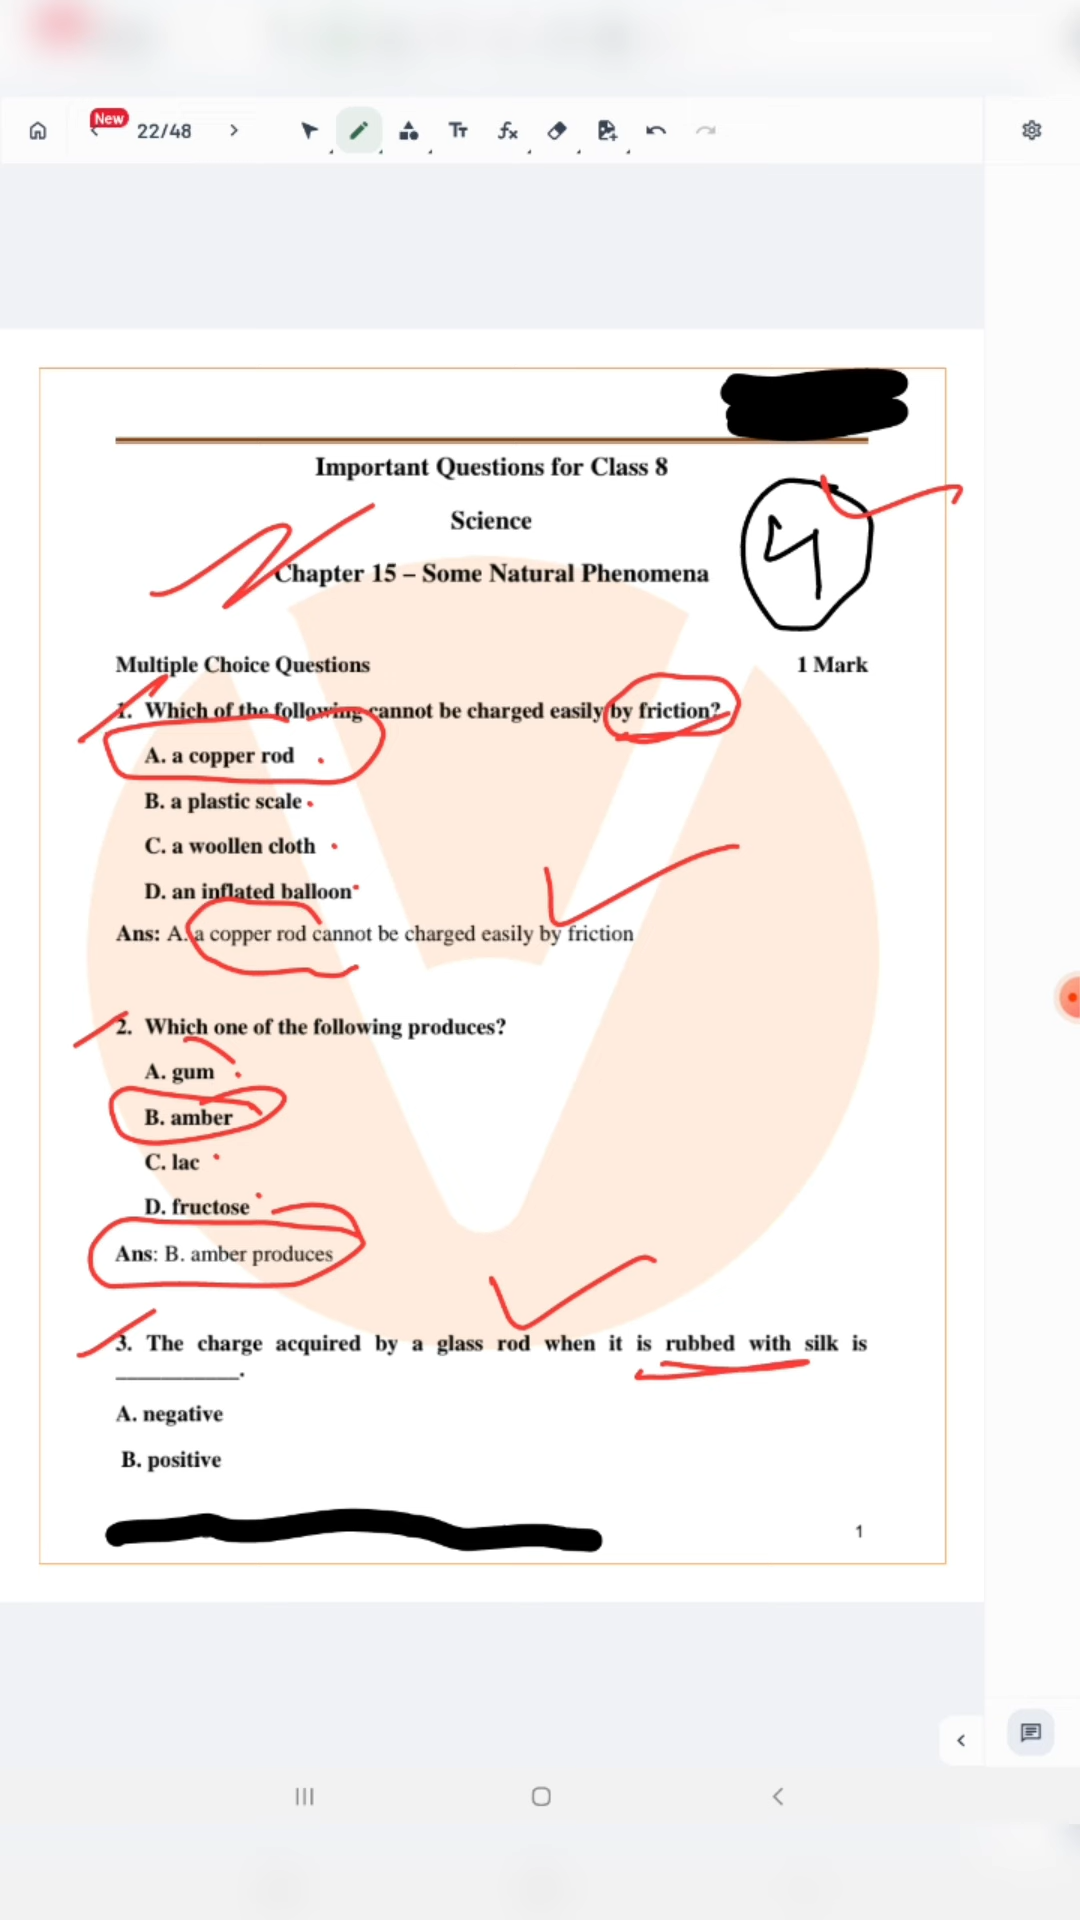 New
22/48
Important Questions for Class 8
Science
Chapter 15 – Some Natural Phenomena
4
Multiple Choice Questions 1 Mark
1. Which of the following cannot be charged easily by friction?
A. a copper rod
B. a plastic scale
C. a woollen cloth
D. an inflated balloon
Ans: A. a copper rod cannot be charged easily by friction
2. Which one of the following produces?
A. gum
B. amber
C. lac
D. fructose
Ans: B. amber produces
3. The charge acquired by a glass rod when it is rubbed with silk is
____________.
A. negative
B. positive
1